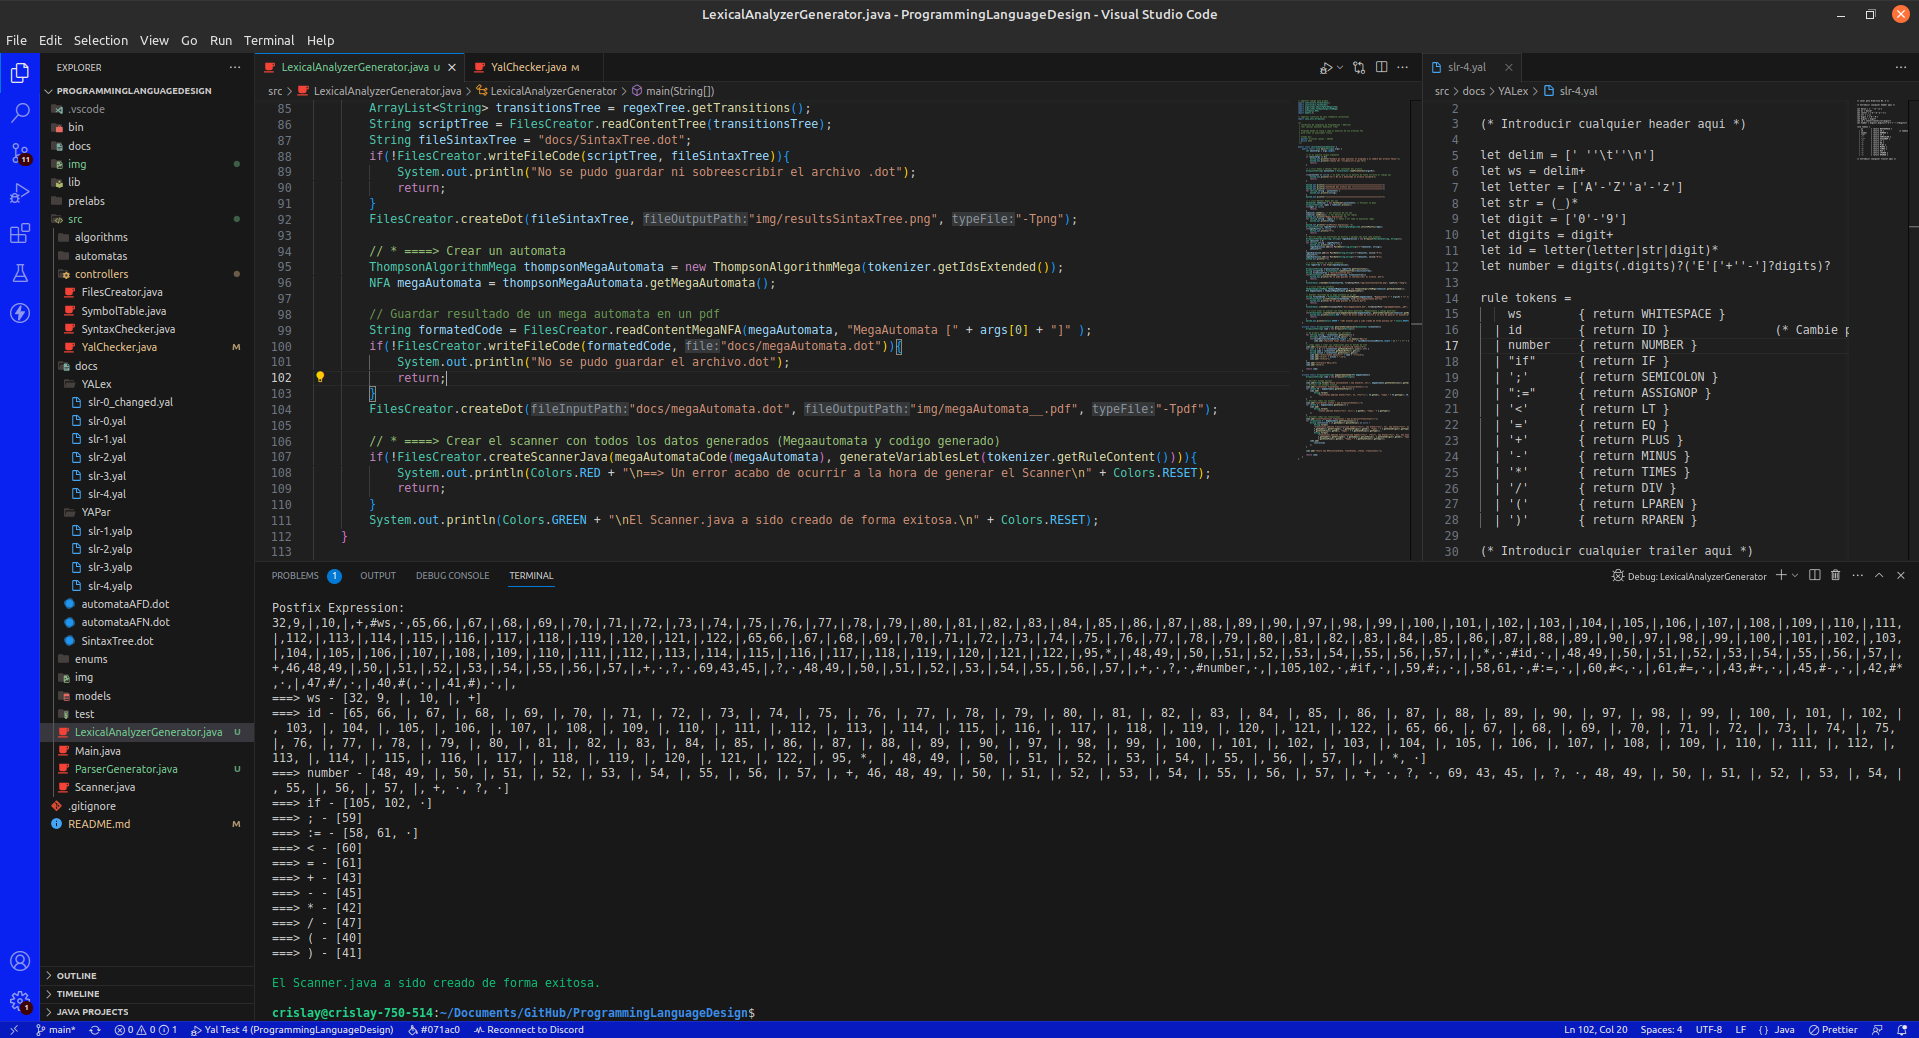 LexicalAnalyzerGenerator.java - ProgrammingLanguageDesign - Visual Studio Code
File Edit Selection View Go Run Terminal Help
EXPLORER
PROGRAMMINGLANGUAGEDESIGN
.vscode
bin
docs
img
lib
prelabs
src
algorithms
automatas
controllers
FilesCreator.java
SymbolTable.java
SyntaxChecker.java
YalChecker.java M
docs
YALex
slr-0_changed.yal
slr-0.yal
slr-1.yal
slr-2.yal
slr-3.yal
slr-4.yal
YAPar
slr-1.yalp
slr-2.yalp
slr-3.yalp
slr-4.yalp
automataAFD.dot
automataAFN.dot
SintaxTree.dot
enums
img
models
test
LexicalAnalyzerGenerator.java U
Main.java
ParserGenerator.java U
Scanner.java
.gitignore
README.md M
OUTLINE
TIMELINE
JAVA PROJECTS
11
1
LexicalAnalyzerGenerator.java U
YalChecker.java M
src > LexicalAnalyzerGenerator.java > LexicalAnalyzerGenerator > main(String[])
85 ArrayList<String> transitionsTree = regexTree.getTransitions();
86 String scriptTree = FilesCreator.readContentTree(transitionsTree);
87 String fileSintaxTree = "docs/SintaxTree.dot";
88 if(!FilesCreator.writeFileCode(scriptTree, fileSintaxTree)){
89 System.out.println("No se pudo guardar ni sobreescribir el archivo .dot");
90 return;
91 }
92 FilesCreator.createDot(fileSintaxTree, fileOutputPath:"img/resultsSintaxTree.png", typeFile:"-Tpng");
93
94 // * ====> Crear un automata
95 ThompsonAlgorithmMega thompsonMegaAutomata = new ThompsonAlgorithmMega(tokenizer.getIdsExtended());
96 NFA megaAutomata = thompsonMegaAutomata.getMegaAutomata();
97
98 // Guardar resultado de un mega automata en un pdf
99 String formatedCode = FilesCreator.readContentMegaNFA(megaAutomata, "MegaAutomata [" + args[0] + "]" );
100 if(!FilesCreator.writeFileCode(formatedCode, file:"docs/megaAutomata.dot")){
101 System.out.println("No se pudo guardar el archivo.dot");
102 return;
103 }
104 FilesCreator.createDot(fileInputPath:"docs/megaAutomata.dot", fileOutputPath:"img/megaAutomata__.pdf", typeFile:"-Tpdf");
105
106 // * ====> Crear el scanner con todos los datos generados (Megaautomata y codigo generado)
107 if(!FilesCreator.createScannerJava(megaAutomataCode(megaAutomata), generateVariablesLet(tokenizer.getRuleContent()))){
108 System.out.println(Colors.RED + "\n==> Un error acabo de ocurrir a la hora de generar el Scanner\n" + Colors.RESET);
109 return;
110 }
111 System.out.println(Colors.GREEN + "\nEl Scanner.java a sido creado de forma exitosa.\n" + Colors.RESET);
112 }
113
slr-4.yal
src > docs > YALex > slr-4.yal
2
3 (* Introducir cualquier header aqui *)
4
5 let delim = [' ''\t''\n']
6 let ws = delim+
7 let letter = ['A'-'Z''a'-'z']
8 let str = (_)*
9 let digit = ['0'-'9']
10 let digits = digit+
11 let id = letter(letter|str|digit)*
12 let number = digits(.digits)?('E'['+''-']?digits)?
13
14 rule tokens =
15 ws { return WHITESPACE }
16 | id { return ID } (* Cambie p
17 | number { return NUMBER }
18 | "if" { return IF }
19 | ';' { return SEMICOLON }
20 | ":=" { return ASSIGNOP }
21 | '<' { return LT }
22 | '=' { return EQ }
23 | '+' { return PLUS }
24 | '-' { return MINUS }
25 | '*' { return TIMES }
26 | '/' { return DIV }
27 | '(' { return LPAREN }
28 | ')' { return RPAREN }
29
30 (* Introducir cualquier trailer aqui *)
PROBLEMS 1 OUTPUT DEBUG CONSOLE TERMINAL
Debug: LexicalAnalyzerGenerator
Postfix Expression:
32,9,|,10,|,+,#ws,·,65,66,|,67,|,68,|,69,|,70,|,71,|,72,|,73,|,74,|,75,|,76,|,77,|,78,|,79,|,80,|,81,|,82,|,83,|,84,|,85,|,86,|,87,|,88,|,89,|,90,|,97,|,98,|,99,|,100,|,101,|,102,|,103,|,104,|,105,|,106,|,107,|,108,|,109,|,110,|,111,
|,112,|,113,|,114,|,115,|,116,|,117,|,118,|,119,|,120,|,121,|,122,|,65,66,|,67,|,68,|,69,|,70,|,71,|,72,|,73,|,74,|,75,|,76,|,77,|,78,|,79,|,80,|,81,|,82,|,83,|,84,|,85,|,86,|,87,|,88,|,89,|,90,|,97,|,98,|,99,|,100,|,101,|,102,|,103
,|,104,|,105,|,106,|,107,|,108,|,109,|,110,|,111,|,112,|,113,|,114,|,115,|,116,|,117,|,118,|,119,|,120,|,121,|,122,|,95,*,|,48,49,|,50,|,51,|,52,|,53,|,54,|,55,|,56,|,57,|,|,*,·,#id,·,|,48,49,|,50,|,51,|,52,|,53,|,54,|,55,|,56,|,57,|,
+,46,48,49,|,50,|,51,|,52,|,53,|,54,|,55,|,56,|,57,|,+,·,?,·,69,43,45,|,?,·,48,49,|,50,|,51,|,52,|,53,|,54,|,55,|,56,|,57,|,+,·,?,·,#number,·,|,105,102,·,#if,·,|,59,#;,·,|,58,61,·,#:=,·,|,60,#<,·,|,61,#=,·,|,43,#+,·,|,45,#-,·,|,42,#*
,·,|,47,#/,·,|,40,#(,·,|,41,#),·,|,
===> ws - [32, 9, |, 10, |, +]
===> id - [65, 66, |, 67, |, 68, |, 69, |, 70, |, 71, |, 72, |, 73, |, 74, |, 75, |, 76, |, 77, |, 78, |, 79, |, 80, |, 81, |, 82, |, 83, |, 84, |, 85, |, 86, |, 87, |, 88, |, 89, |, 90, |, 97, |, 98, |, 99, |, 100, |, 101, |, 102, |
, 103, |, 104, |, 105, |, 106, |, 107, |, 108, |, 109, |, 110, |, 111, |, 112, |, 113, |, 114, |, 115, |, 116, |, 117, |, 118, |, 119, |, 120, |, 121, |, 122, |, 65, 66, |, 67, |, 68, |, 69, |, 70, |, 71, |, 72, |, 73, |, 74, |, 75,
|, 76, |, 77, |, 78, |, 79, |, 80, |, 81, |, 82, |, 83, |, 84, |, 85, |, 86, |, 87, |, 88, |, 89, |, 90, |, 97, |, 98, |, 99, |, 100, |, 101, |, 102, |, 103, |, 104, |, 105, |, 106, |, 107, |, 108, |, 109, |, 110, |, 111, |, 112, |,
113, |, 114, |, 115, |, 116, |, 117, |, 118, |, 119, |, 120, |, 121, |, 122, |, 95, *, |, 48, 49, |, 50, |, 51, |, 52, |, 53, |, 54, |, 55, |, 56, |, 57, |, |, *, ·]
===> number - [48, 49, |, 50, |, 51, |, 52, |, 53, |, 54, |, 55, |, 56, |, 57, |, +, 46, 48, 49, |, 50, |, 51, |, 52, |, 53, |, 54, |, 55, |, 56, |, 57, |, +, ·, ?, ·, 69, 43, 45, |, ?, ·, 48, 49, |, 50, |, 51, |, 52, |, 53, |, 54, |
, 55, |, 56, |, 57, |, +, ·, ?, ·]
===> if - [105, 102, ·]
===> ; - [59]
===> := - [58, 61, ·]
===> < - [60]
===> = - [61]
===> + - [43]
===> - - [45]
===> * - [42]
===> / - [47]
===> ( - [40]
===> ) - [41]
El Scanner.java a sido creado de forma exitosa.
crislay@crislay-750-514:~/Documents/GitHub/ProgrammingLanguageDesign$
main* 0 0 1 Yal Test 4 (ProgrammingLanguageDesign) #071ac0 Reconnect to Discord Ln 102, Col 20 Spaces: 4 UTF-8 LF {} Java Prettier